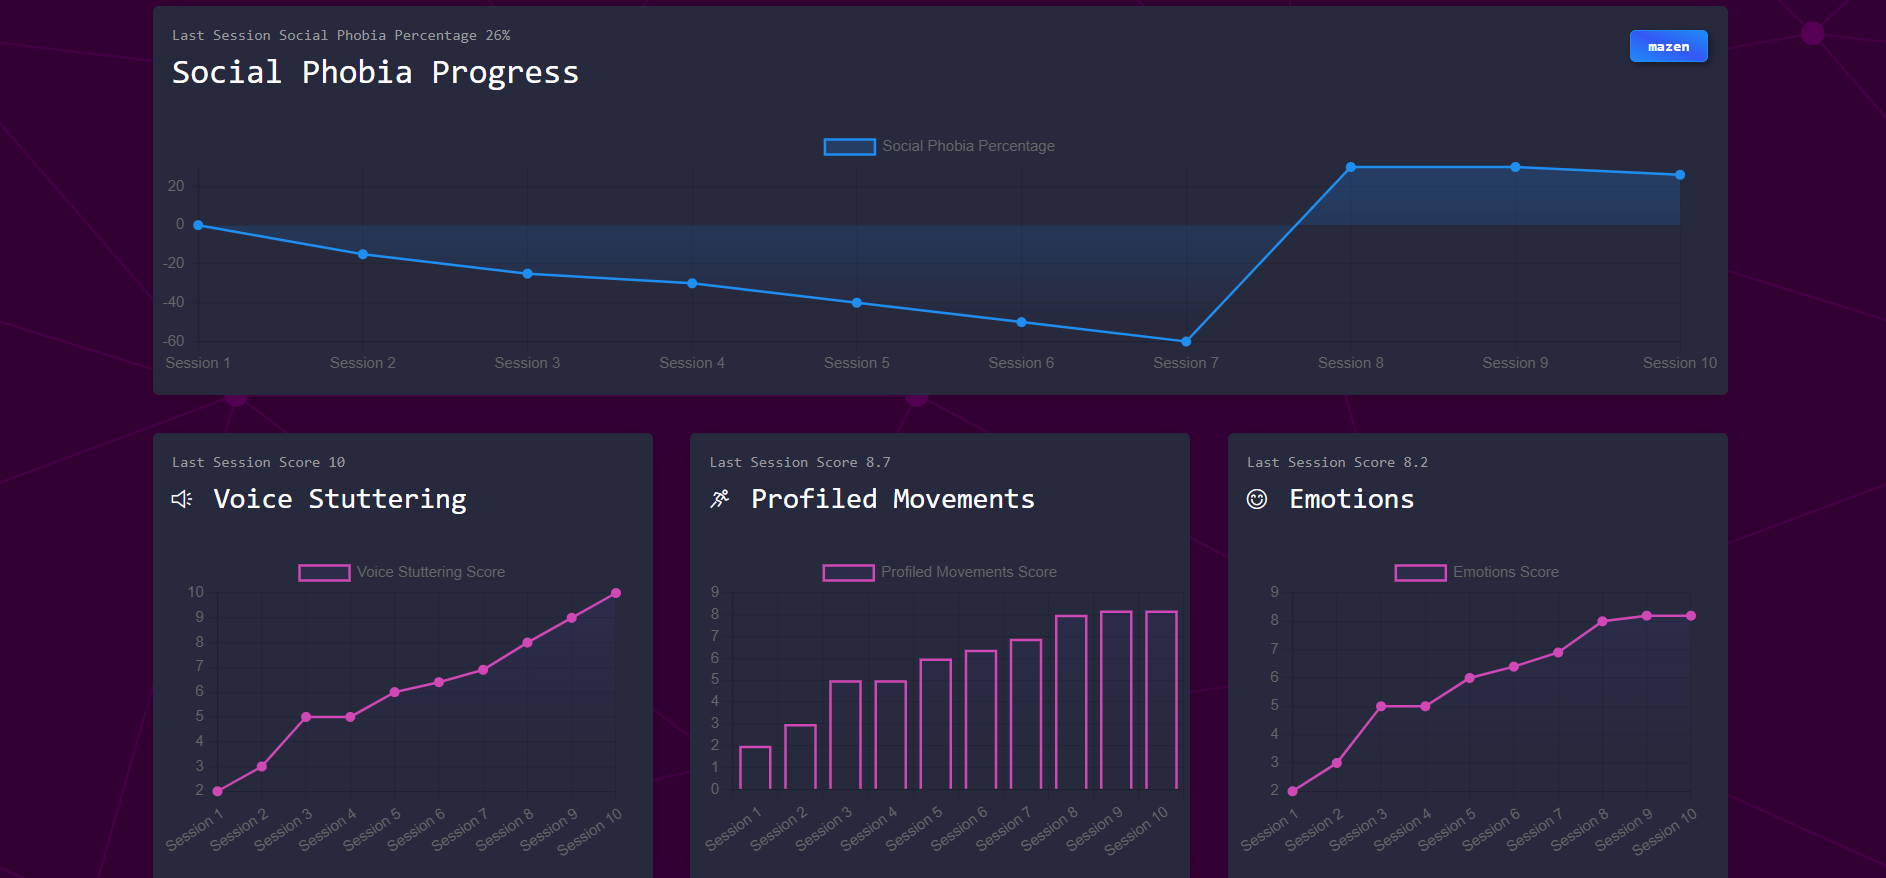 Last Session Social Phobia Percentage 26%
mazen
Social Phobia Progress
Social Phobia Percentage
20
0
-20
-40
-60
Session 1 Session 2 Session 3 Session 4 Session 5 Session 6 Session 7 Session 8 Session 9 Session 10
Last Session Score 10
Voice Stuttering
Voice Stuttering Score
10
9
8
7
6
5
4
3
2
Session 1 Session 2 Session 3 Session 4 Session 5 Session 6 Session 7 Session 8 Session 9 Session 10
Last Session Score 8.7
Profiled Movements
Profiled Movements Score
9
8
7
6
5
4
3
2
1
0
Session 1 Session 2 Session 3 Session 4 Session 5 Session 6 Session 7 Session 8 Session 9 Session 10
Last Session Score 8.2
Emotions
Emotions Score
9
8
7
6
5
4
3
2
Session 1 Session 2 Session 3 Session 4 Session 5 Session 6 Session 7 Session 8 Session 9 Session 10